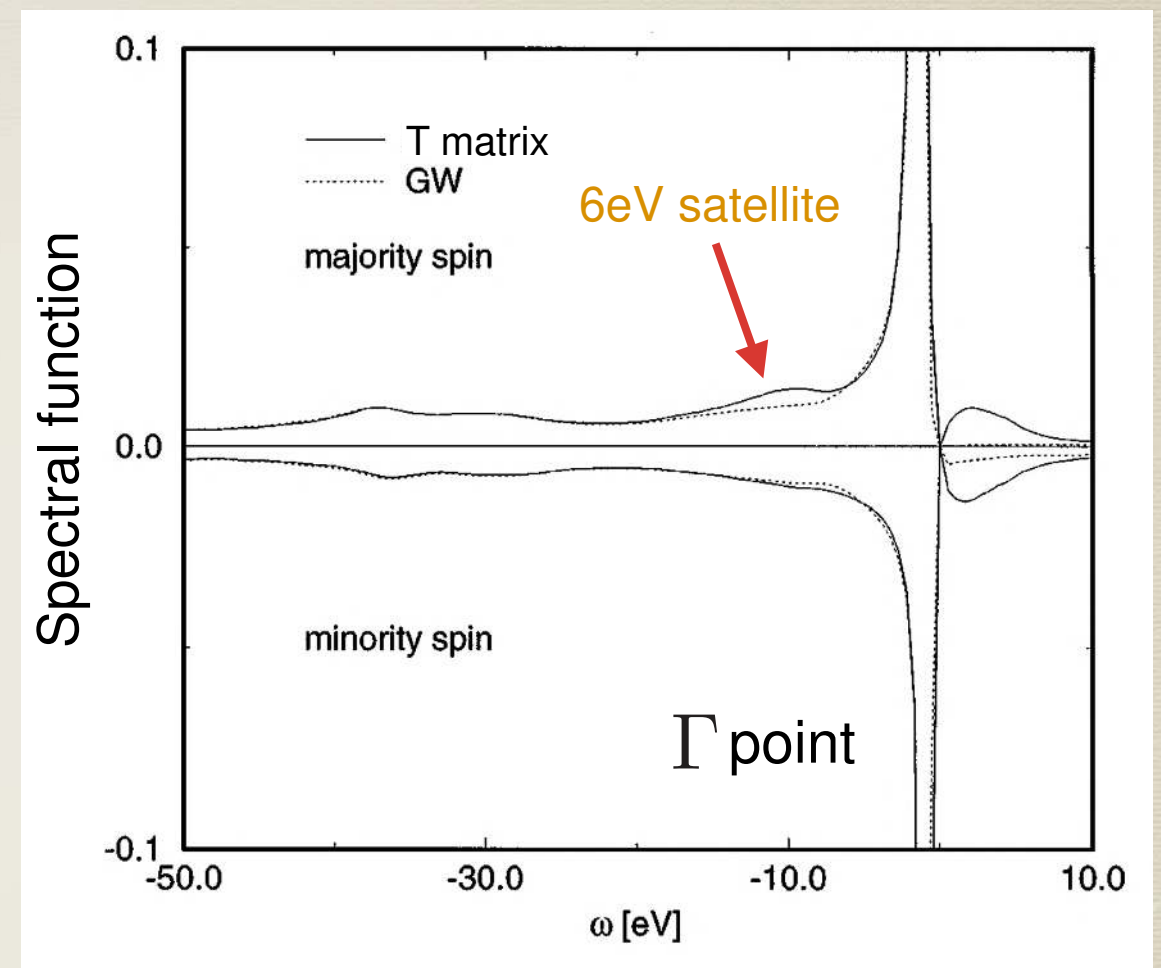 0.1
T matrix
GW
6eV satellite
majority spin
Spectral function
0.0
minority spin
Γ point
-0.1
-50.0 -30.0 -10.0 10.0
ω [eV]